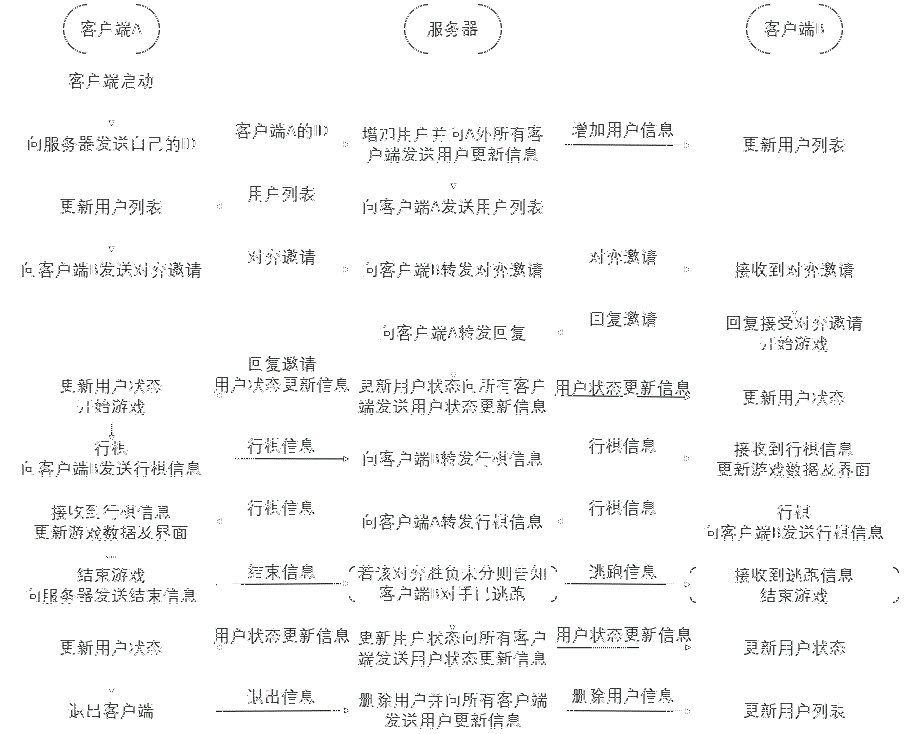 客户端A
服务器
客户端B
客户端启动
向服务器发送自己的ID
客户端A的ID
增加用户并向A外所有客
户端发送用户更新信息
增加用户信息
更新用户列表
更新用户列表
用户列表
向客户端A发送用户列表
向客户端B发送对弈邀请
对弈邀请
向客户端B转发对弈邀请
对弈邀请
接收到对弈邀请
向客户端A转发回复
回复邀请
回复接受对弈邀请
开始游戏
更新用户状态
开始游戏
回复邀请
用户状态更新信息
更新用户状态向所有客户
端发送用户状态更新信息
用户状态更新信息
更新用户状态
行棋
向客户端B发送行棋信息
行棋信息
向客户端B转发行棋信息
行棋信息
接收到行棋信息
更新游戏数据及界面
接收到行棋信息
更新游戏数据及界面
行棋信息
向客户端A转发行棋信息
行棋信息
行棋
向客户端B发送行棋信息
结束游戏
向服务器发送结束信息
结束信息
若该对弈胜负未分则告知
客户端B对手已逃跑
逃跑信息
接收到逃跑信息
结束游戏
更新用户状态
用户状态更新信息
更新用户状态向所有客户
端发送用户状态更新信息
用户状态更新信息
更新用户状态
退出客户端
退出信息
删除用户并向所有客户端
发送用户更新信息
删除用户信息
更新用户列表